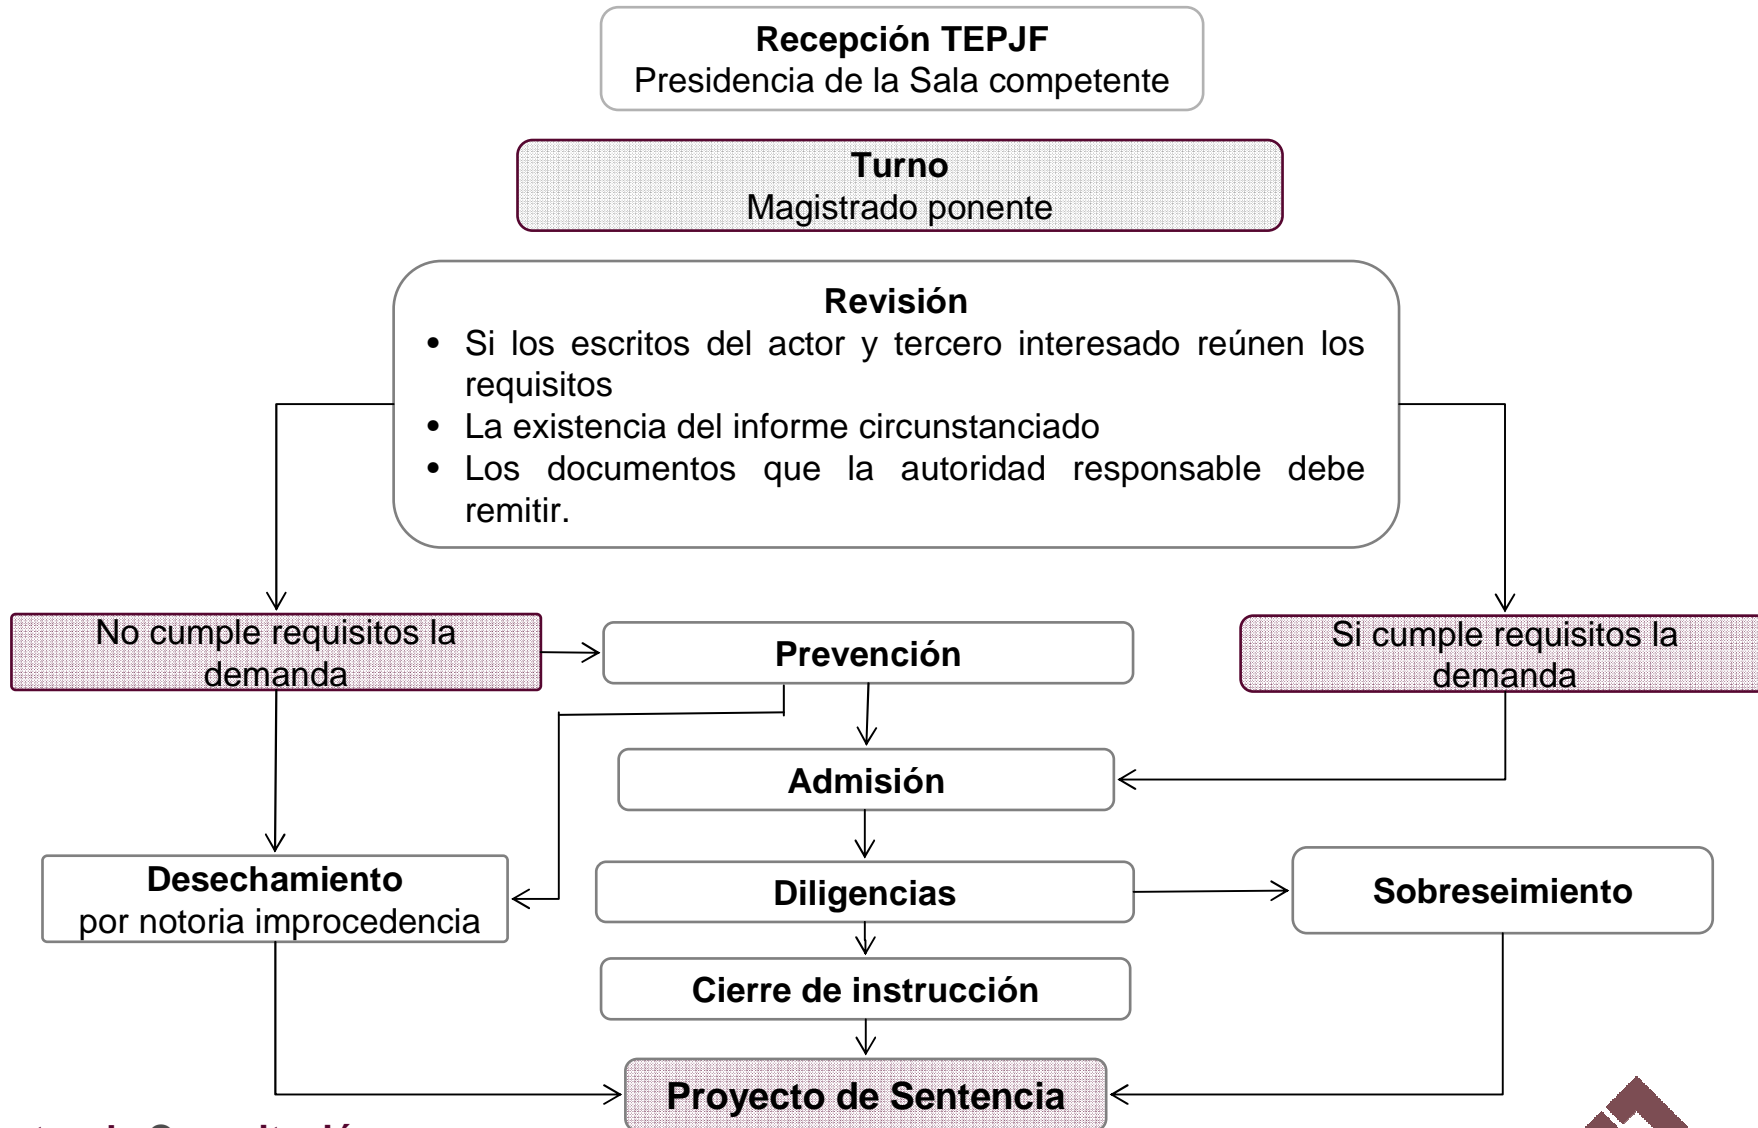 Recepción TEPJF
Presidencia de la Sala competente
Turno
Magistrado ponente
Revisión
• Si los escritos del actor y tercero interesado reúnen los
requisitos
• La existencia del informe circunstanciado
• Los documentos que la autoridad responsable debe
remitir.
No cumple requisitos la
demanda
Prevención
Si cumple requisitos la
demanda
Admisión
Desechamiento
por notoria improcedencia
Diligencias
Sobreseimiento
Cierre de instrucción
Proyecto de Sentencia